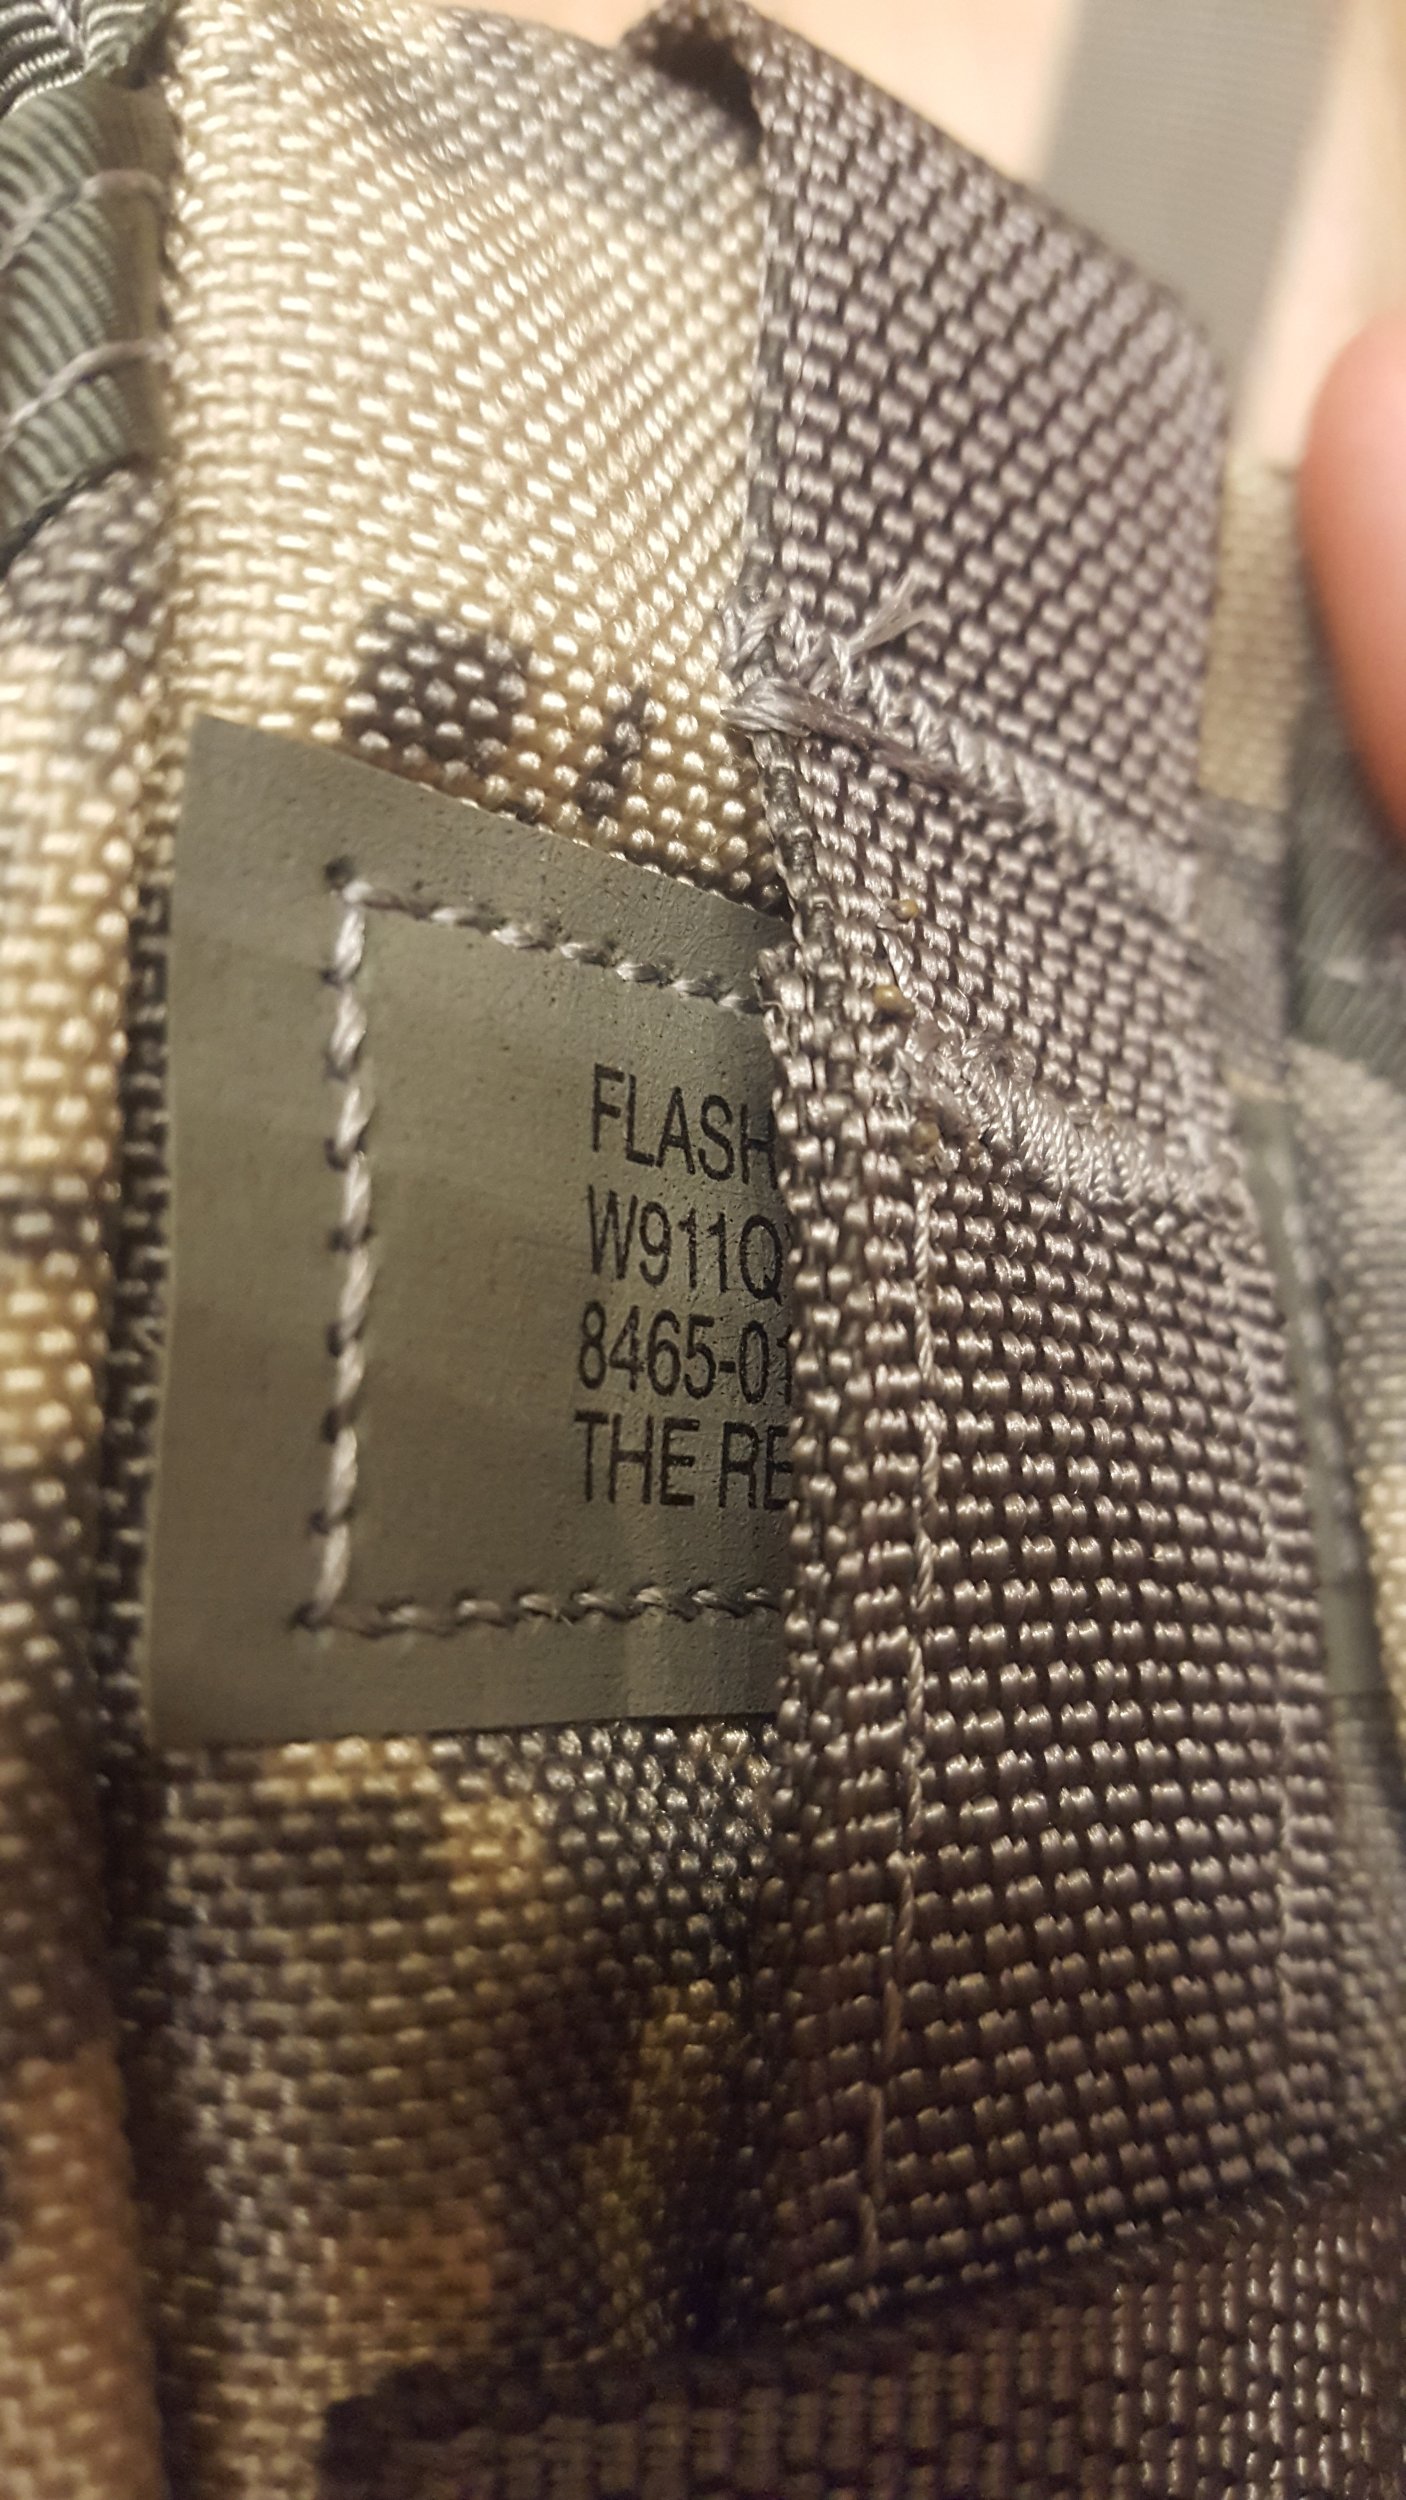 FLASH
W911Q
8465-01
THE RE